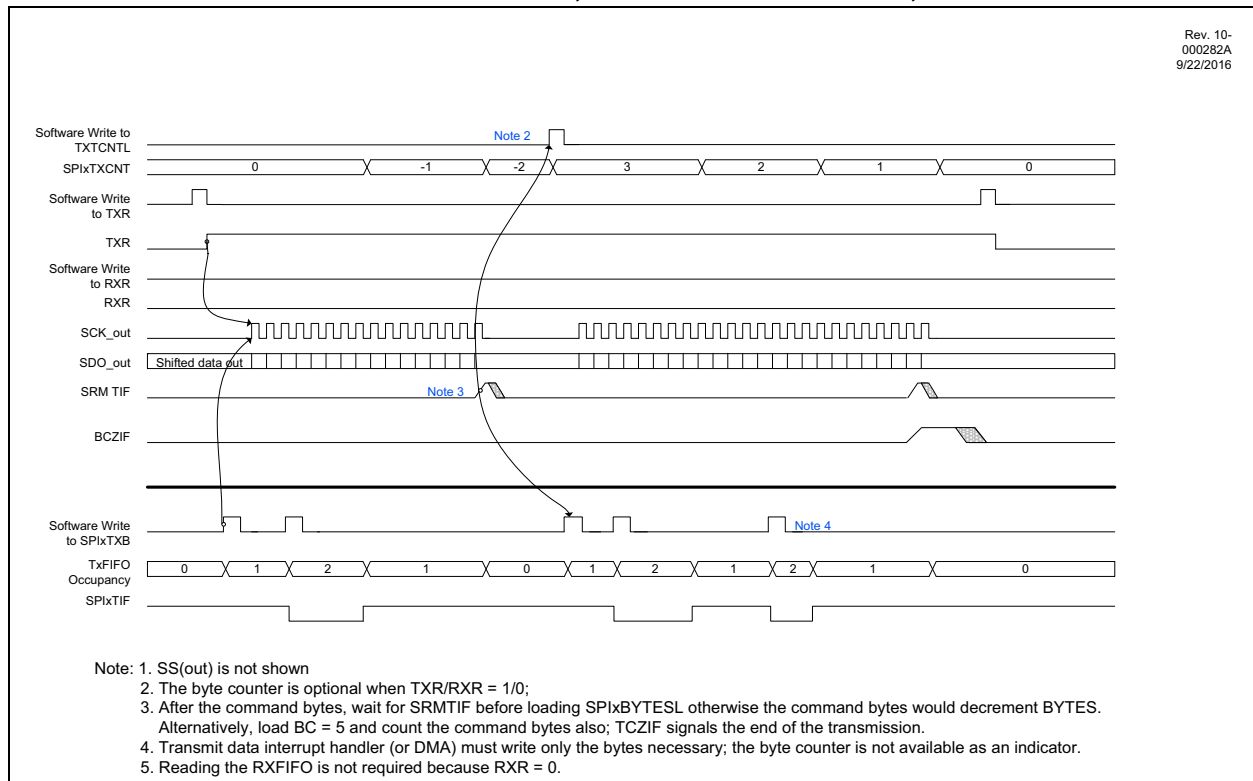 Rev. 10-
000282A
9/22/2016
Software Write to
TXTCNTL
Note 2
SPIxTXCNT
0 -1 -2 3 2 1 0
Software Write
to TXR
TXR
Software Write
to RXR
RXR
SCK_out
SDO_out
Shifted data out
SRM TIF
Note 3
BCZIF
Software Write
to SPIxTXB
Note 4
TxFIFO
Occupancy
0 1 2 1 0 1 2 1 2 1 0
SPIxTIF
Note: 1. SS(out) is not shown
2. The byte counter is optional when TXR/RXR = 1/0;
3. After the command bytes, wait for SRMTIF before loading SPIxBYTESL otherwise the command bytes would decrement BYTES.
Alternatively, load BC = 5 and count the command bytes also; TCZIF signals the end of the transmission.
4. Transmit data interrupt handler (or DMA) must write only the bytes necessary; the byte counter is not available as an indicator.
5. Reading the RXFIFO is not required because RXR = 0.